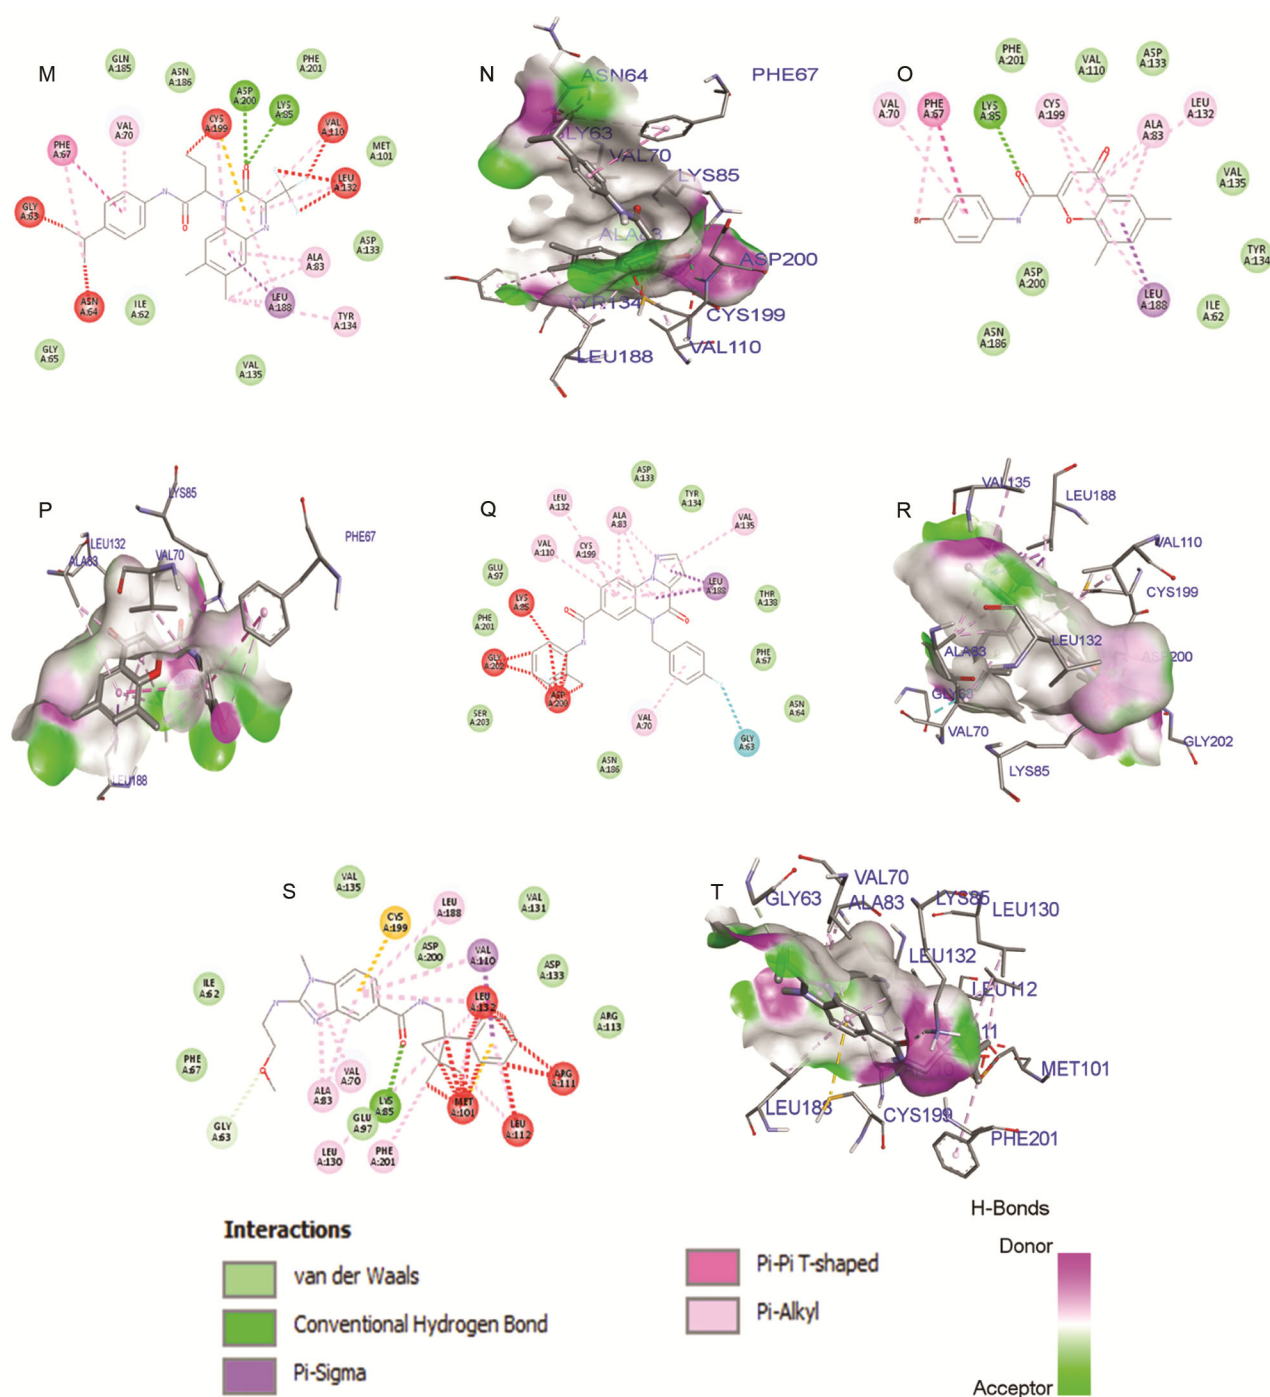 M
GLN
A:185
ASN
A:186
ASP
A:200
LYS
A:85
PHE
A:201
CYS
A:199
VAL
A:110
VAL
A:70
PHE
A:67
MET
A:101
LEU
A:132
GLY
A:63
ASP
A:133
ALA
A:83
ASN
A:64
ILE
A:62
LEU
A:188
TYR
A:134
GLY
A:65
VAL
A:135
N
ASN64
PHE67
GLY63
VAL70
LYS85
ALA83
ASP200
TYR134
CYS199
LEU188
VAL110
O
PHE
A:201
VAL
A:110
ASP
A:133
VAL
A:70
PHE
A:67
LYS
A:85
CYS
A:199
ALA
A:83
LEU
A:132
VAL
A:135
Br
N
H
O
O
O
TYR
A:134
ASP
A:200
LEU
A:188
ILE
A:62
ASN
A:186
P
LYS85
PHE67
LEU132
ALA83
VAL70
LEU188
Q
ASP
A:133
TYR
A:134
LEU
A:132
ALA
A:83
VAL
A:135
VAL
A:110
CYS
A:199
GLU
A:97
LYS
A:85
LEU
A:188
THR
A:138
PHE
A:201
GLY
A:202
PHE
A:67
ASP
A:200
SER
A:203
VAL
A:70
ASN
A:64
GLY
A:63
ASN
A:186
R
VAL135
LEU188
VAL110
CYS199
LEU132
ALA83
VAL70
GLY202
LYS85
S
VAL
A:135
CYS
A:199
LEU
A:188
VAL
A:131
ASP
A:200
VAL
A:110
ASP
A:133
ILE
A:62
LEU
A:132
ARG
A:113
PHE
A:67
VAL
A:70
ALA
A:83
LYS
A:85
MET
A:101
ARG
A:111
GLU
A:97
LEU
A:112
GLY
A:63
LEU
A:130
PHE
A:201
T
GLY63
VAL70
ALA83
LYS85
LEU130
LEU132
LEU112
MET101
CYS199
PHE201
Interactions
van der Waals
Conventional Hydrogen Bond
Pi-Sigma
Pi-Pi T-shaped
Pi-Alkyl
H-Bonds
Donor
Acceptor